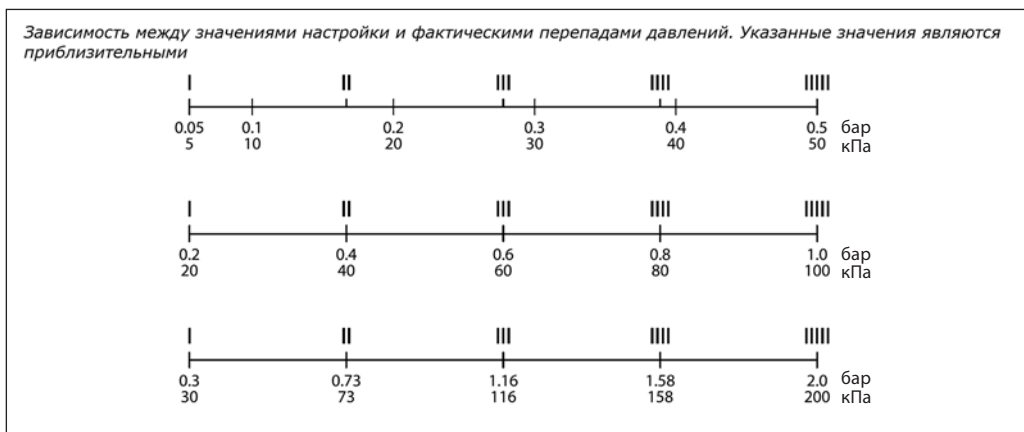 Зависимость между значениями настройки и фактическими перепадами давлений. Указанные значения являются
приблизительными
I II III IIII IIIII
0.05 0.1 0.2 0.3 0.4 0.5 бар
5 10 20 30 40 50 кПа
I II III IIII IIIII
0.2 0.4 0.6 0.8 1.0 бар
20 40 60 80 100 кПа
I II III IIII IIIII
0.3 0.73 1.16 1.58 2.0 бар
30 73 116 158 200 кПа